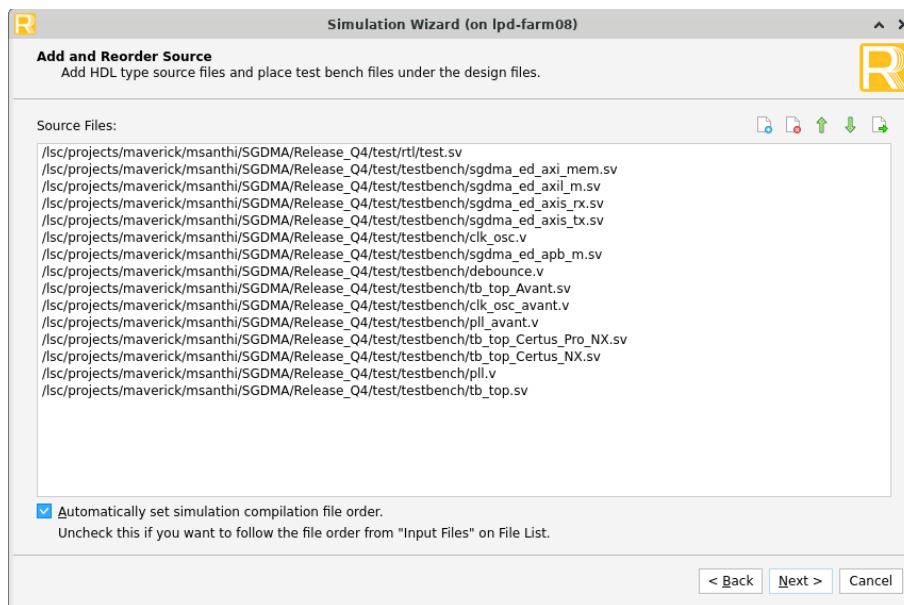 Simulation Wizard (on lpd-farm08)
Add and Reorder Source
Add HDL type source files and place test bench files under the design files.
Source Files:
/lsc/projects/maverick/msanthi/SGDMA/Release_Q4/test/rtl/test.sv
/lsc/projects/maverick/msanthi/SGDMA/Release_Q4/test/testbench/sgdma_ed_axi_mem.sv
/lsc/projects/maverick/msanthi/SGDMA/Release_Q4/test/testbench/sgdma_ed_axil_m.sv
/lsc/projects/maverick/msanthi/SGDMA/Release_Q4/test/testbench/sgdma_ed_axis_rx.sv
/lsc/projects/maverick/msanthi/SGDMA/Release_Q4/test/testbench/sgdma_ed_axis_tx.sv
/lsc/projects/maverick/msanthi/SGDMA/Release_Q4/test/testbench/clk_osc.v
/lsc/projects/maverick/msanthi/SGDMA/Release_Q4/test/testbench/sgdma_ed_apb_m.sv
/lsc/projects/maverick/msanthi/SGDMA/Release_Q4/test/testbench/debounce.v
/lsc/projects/maverick/msanthi/SGDMA/Release_Q4/test/testbench/tb_top_Avant.sv
/lsc/projects/maverick/msanthi/SGDMA/Release_Q4/test/testbench/clk_osc_avant.v
/lsc/projects/maverick/msanthi/SGDMA/Release_Q4/test/testbench/pll_avant.v
/lsc/projects/maverick/msanthi/SGDMA/Release_Q4/test/testbench/tb_top_Certus_Pro_NX.sv
/lsc/projects/maverick/msanthi/SGDMA/Release_Q4/test/testbench/tb_top_Certus_NX.sv
/lsc/projects/maverick/msanthi/SGDMA/Release_Q4/test/testbench/pll.v
/lsc/projects/maverick/msanthi/SGDMA/Release_Q4/test/testbench/tb_top.sv
Automatically set simulation compilation file order.
Uncheck this if you want to follow the file order from "Input Files" on File List.
< Back Next > Cancel